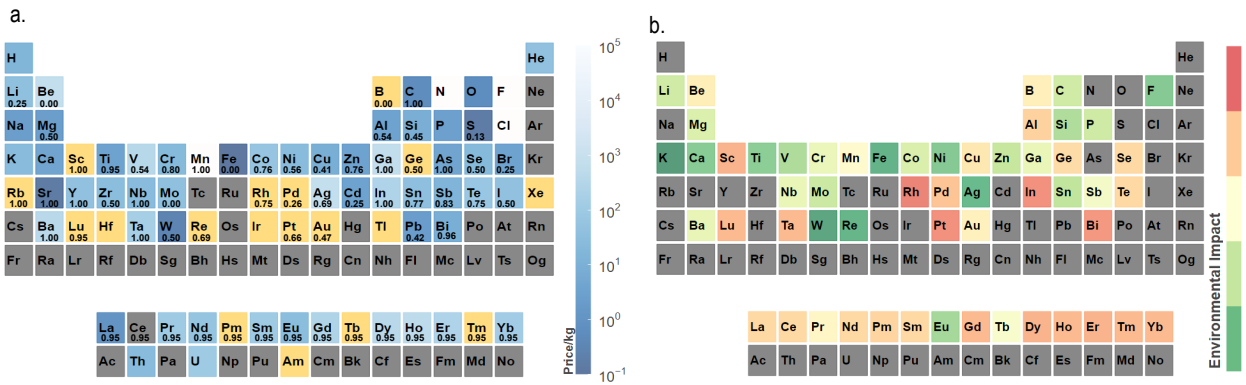 a.
H He
Li 0.25 Be 0.00 B 0.00 C 1.00 N O F Ne
Na Mg 0.50 Al 0.54 Si 0.45 P S 0.13 Cl Ar
K Ca Sc 1.00 Ti 0.95 V 0.54 Cr 0.80 Mn 1.00 Fe 0.00 Co 0.76 Ni 0.56 Cu 0.41 Zn 0.76 Ga 1.00 Ge 0.50 As 1.00 Se 0.50 Br 0.25 Kr
Rb 1.00 Sr 1.00 Y 1.00 Zr 0.50 Nb 1.00 Mo 0.00 Tc Ru Rh 0.75 Pd 0.26 Ag 0.69 Cd 0.25 In 1.00 Sn 0.77 Sb 0.83 Te 0.75 I 0.50 Xe
Cs Ba 1.00 Lu 0.95 Hf Ta 1.00 W 0.50 Re 0.69 Os Ir Pt 0.66 Au 0.47 Hg Tl Pb 0.42 Bi 0.96 Po At Rn
Fr Ra Lr Rf Db Sg Bh Hs Mt Ds Rg Cn Nh Fl Mc Lv Ts Og
La 0.95 Ce 0.95 Pr 0.95 Nd 0.95 Pm 0.95 Sm 0.95 Eu 0.95 Gd 0.95 Tb 0.95 Dy 0.95 Ho 0.95 Er 0.95 Tm 0.95 Yb 0.95
Ac Th Pa U Np Pu Am Cm Bk Cf Es Fm Md No
10⁵
10⁴
10³
10²
10¹
10⁰
10⁻¹
Price/kg
b.
H He
Li Be B C N O F Ne
Na Mg Al Si P S Cl Ar
K Ca Sc Ti V Cr Mn Fe Co Ni Cu Zn Ga Ge As Se Br Kr
Rb Sr Y Zr Nb Mo Tc Ru Rh Pd Ag Cd In Sn Sb Te I Xe
Cs Ba Lu Hf Ta W Re Os Ir Pt Au Hg Tl Pb Bi Po At Rn
Fr Ra Lr Rf Db Sg Bh Hs Mt Ds Rg Cn Nh Fl Mc Lv Ts Og
La Ce Pr Nd Pm Sm Eu Gd Tb Dy Ho Er Tm Yb
Ac Th Pa U Np Pu Am Cm Bk Cf Es Fm Md No
Environmental Impact